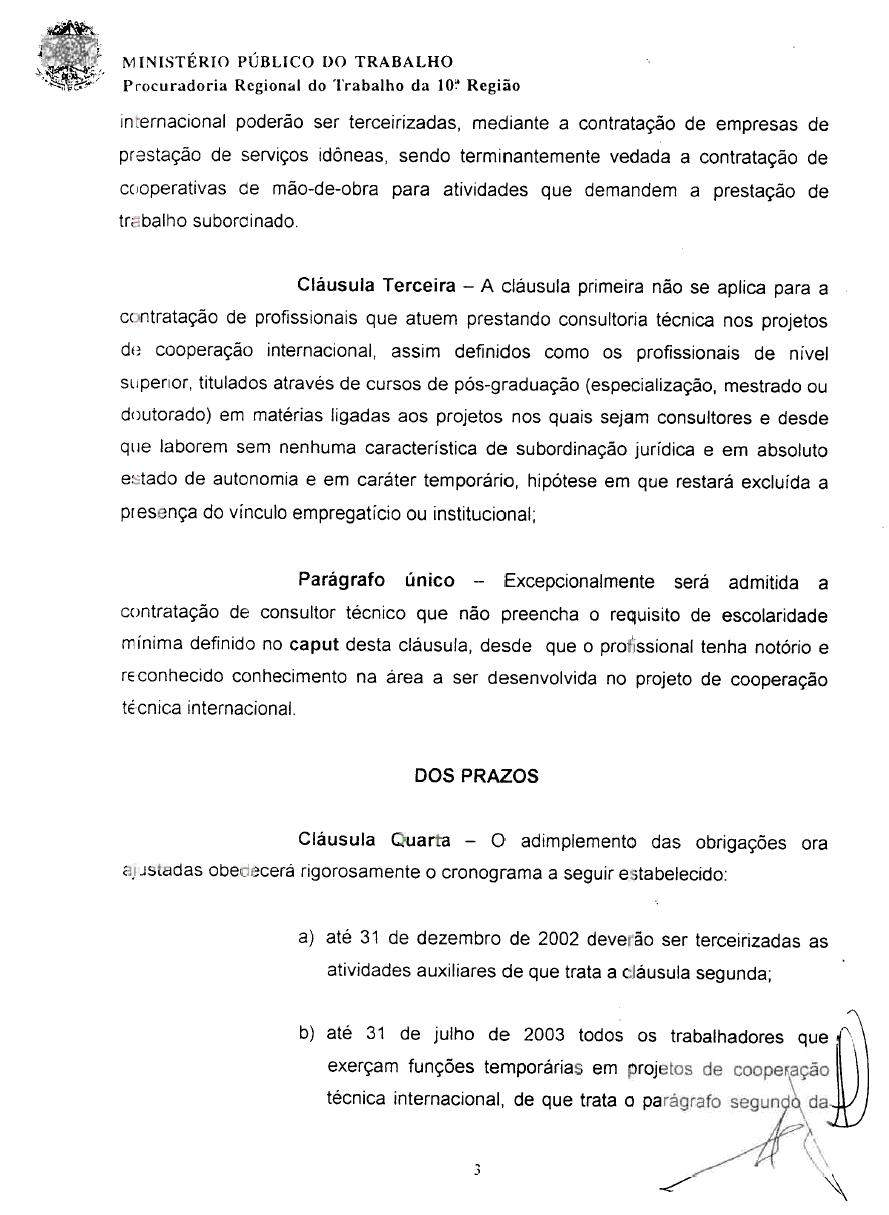 MINISTÉRIO PÚBLICO DO TRABALHO
Procuradoria Regional do Trabalho da 10ª Região
internacional poderão ser terceirizadas, mediante a contratação de empresas de
prestação de serviços idôneas, sendo terminantemente vedada a contratação de
cooperativas de mão-de-obra para atividades que demandem a prestação de
trabalho subordinado.
Cláusula Terceira – A cláusula primeira não se aplica para a
contratação de profissionais que atuem prestando consultoria técnica nos projetos
de cooperação internacional, assim definidos como os profissionais de nível
superior, titulados através de cursos de pós-graduação (especialização, mestrado ou
doutorado) em matérias ligadas aos projetos nos quais sejam consultores e desde
que laborem sem nenhuma característica de subordinação jurídica e em absoluto
estado de autonomia e em caráter temporário, hipótese em que restará excluída a
presença do vínculo empregatício ou institucional;
Parágrafo único – Excepcionalmente será admitida a
contratação de consultor técnico que não preencha o requisito de escolaridade
mínima definido no caput desta cláusula, desde que o profissional tenha notório e
reconhecido conhecimento na área a ser desenvolvida no projeto de cooperação
técnica internacional.
DOS PRAZOS
Cláusula Quarta – O adimplemento das obrigações ora
ajustadas obedecerá rigorosamente o cronograma a seguir estabelecido:
a) até 31 de dezembro de 2002 deverão ser terceirizadas as
atividades auxiliares de que trata a cláusula segunda;
b) até 31 de julho de 2003 todos os trabalhadores que
exerçam funções temporárias em projetos de cooperação
técnica internacional, de que trata o parágrafo segundo da
3